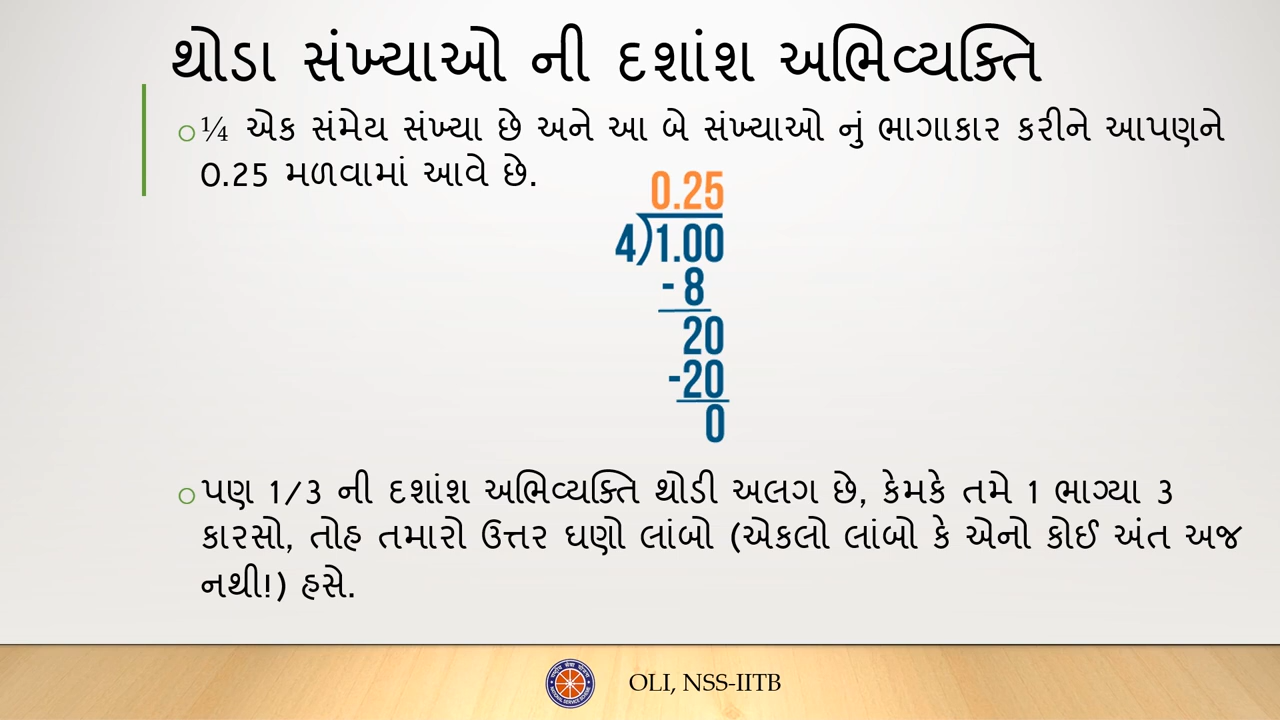 થોડા સંખ્યાઓ ની દશાંશ અભિવ્યક્તિ
¼ એક સંમેય સંખ્યા છે અને આ બે સંખ્યાઓ નું ભાગાકાર કરીને આપણને
0.25 મળવામાં આવે છે.
0.25
4)1.00
- 8
20
-20
0
પણ 1/3 ની દશાંશ અભિવ્યક્તિ થોડી અલગ છે, કેમકે તમે 1 ભાગ્યા 3
કારસો, તોહ તમારો ઉત્તર ઘણો લાંબો (એકલો લાંબો કે એનો કોઈ અંત અજ
નથી!) હસે.
OLI, NSS-IITB